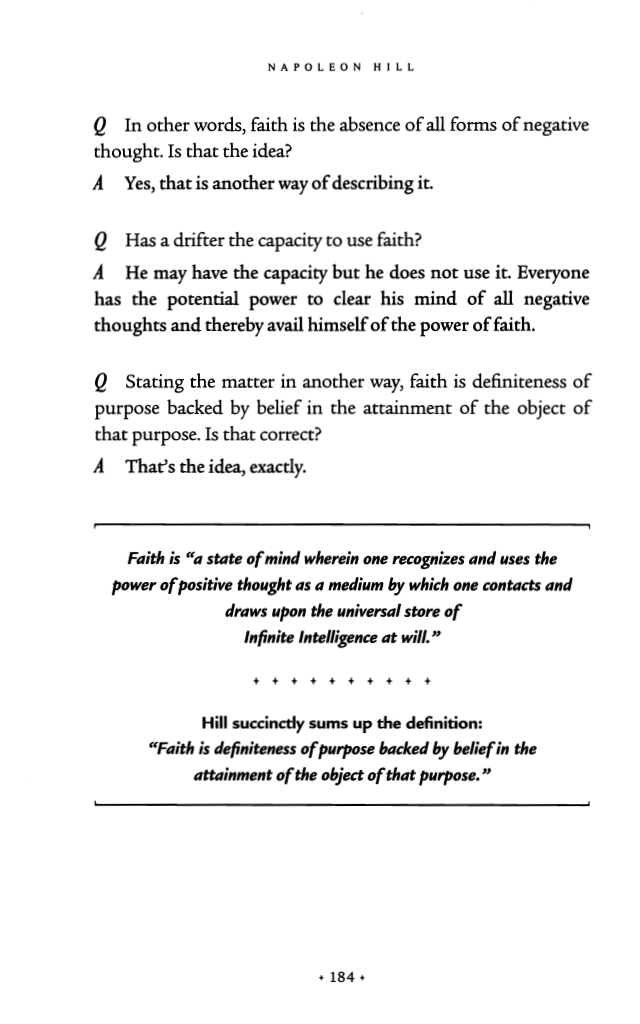 NAPOLEON HILL
Q In other words, faith is the absence of all forms of negative
thought. Is that the idea?
A Yes, that is another way of describing it.
Q Has a drifter the capacity to use faith?
A He may have the capacity but he does not use it. Everyone
has the potential power to clear his mind of all negative
thoughts and thereby avail himself of the power of faith.
Q Stating the matter in another way, faith is definiteness of
purpose backed by belief in the attainment of the object of
that purpose. Is that correct?
A That's the idea, exactly.
Faith is “a state of mind wherein one recognizes and uses the
power of positive thought as a medium by which one contacts and
draws upon the universal store of
Infinite Intelligence at will.”
+ + + + + + + + + +
Hill succinctly sums up the definition:
“Faith is definiteness of purpose backed by belief in the
attainment of the object of that purpose.”
+ 184 +